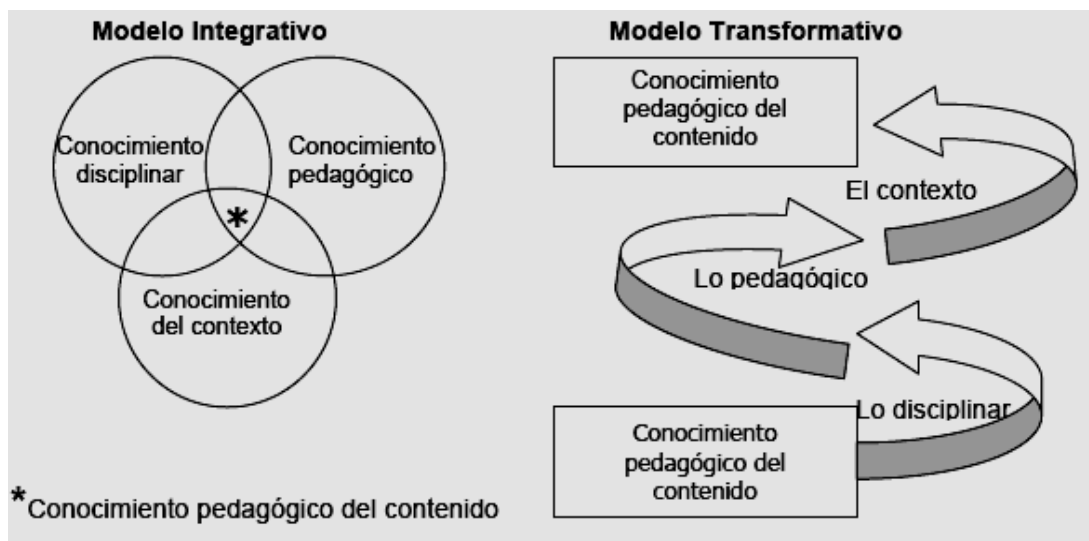 Modelo Integrativo
Conocimiento
disciplinar
Conocimiento
pedagógico
*
Conocimiento
del contexto
*Conocimiento pedagógico del contenido
Modelo Transformativo
Conocimiento
pedagógico del
contenido
El contexto
Lo pedagógico
Lo disciplinar
Conocimiento
pedagógico del
contenido